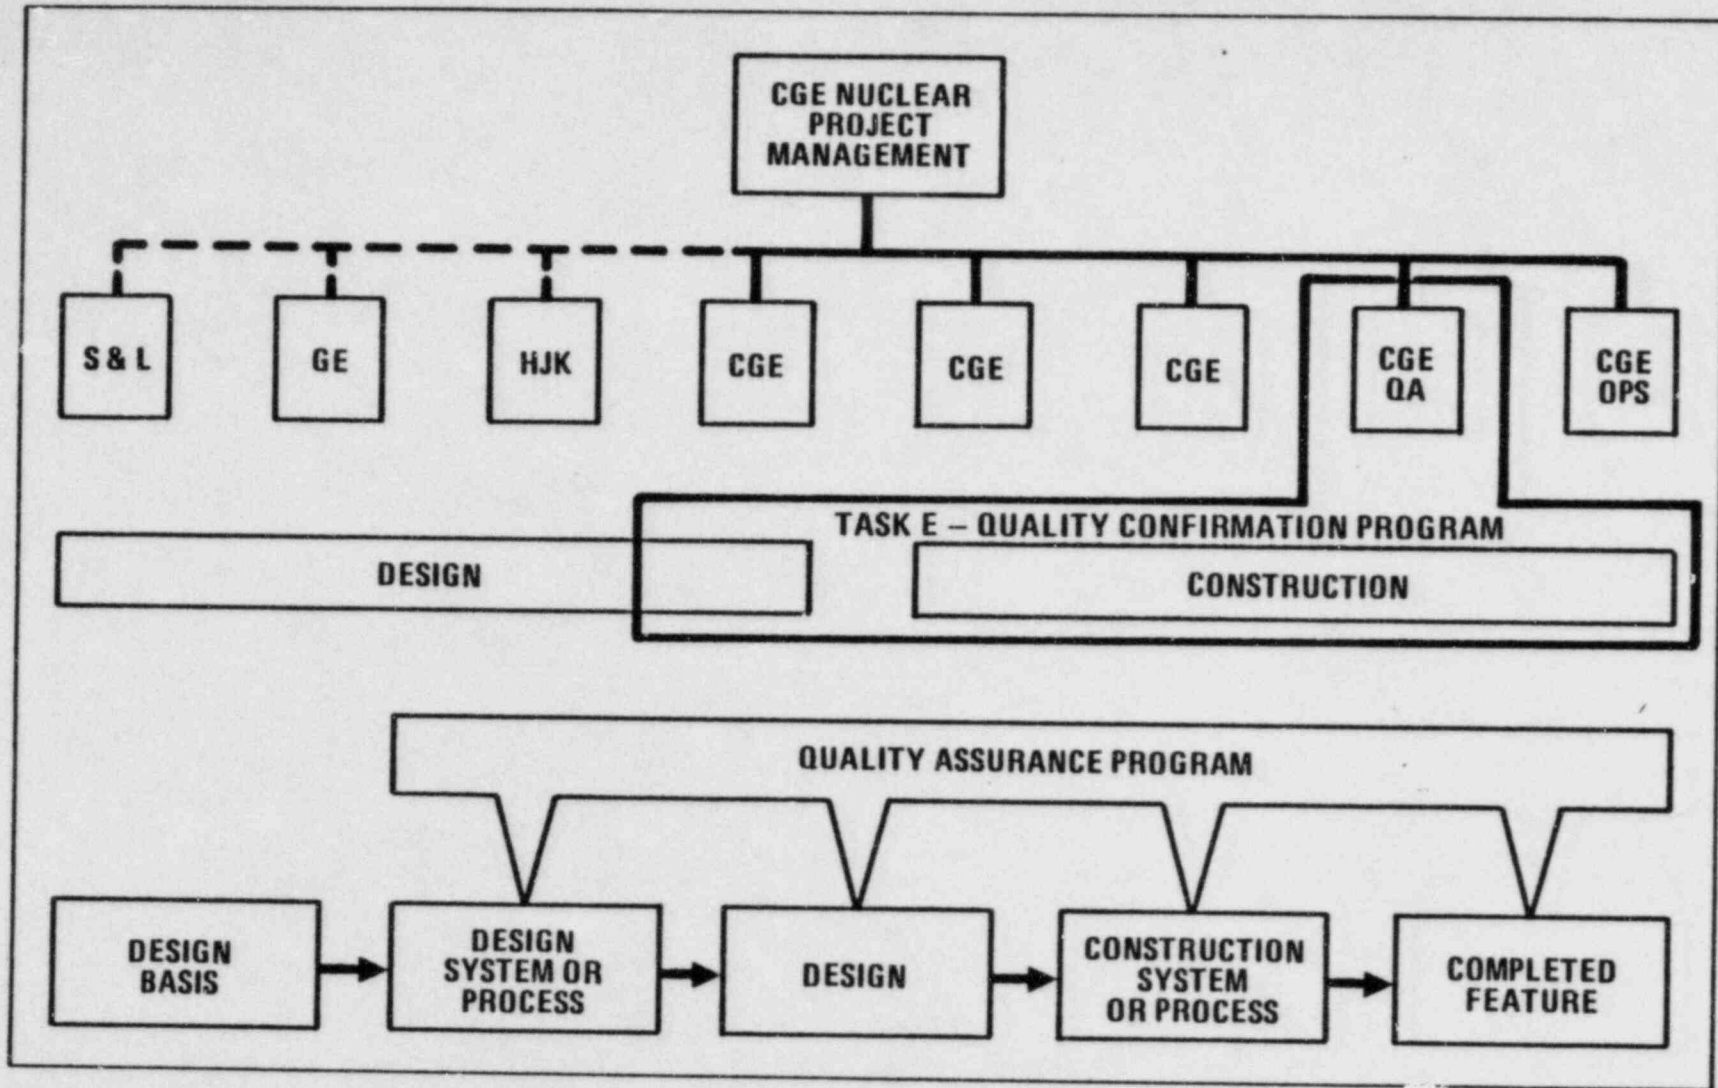 CGE NUCLEAR
PROJECT
MANAGEMENT
S & L
GE
HJK
CGE
CGE
CGE
CGE
QA
CGE
OPS
TASK E – QUALITY CONFIRMATION PROGRAM
DESIGN
CONSTRUCTION
QUALITY ASSURANCE PROGRAM
DESIGN
BASIS
DESIGN
SYSTEM OR
PROCESS
DESIGN
CONSTRUCTION
SYSTEM
OR PROCESS
COMPLETED
FEATURE